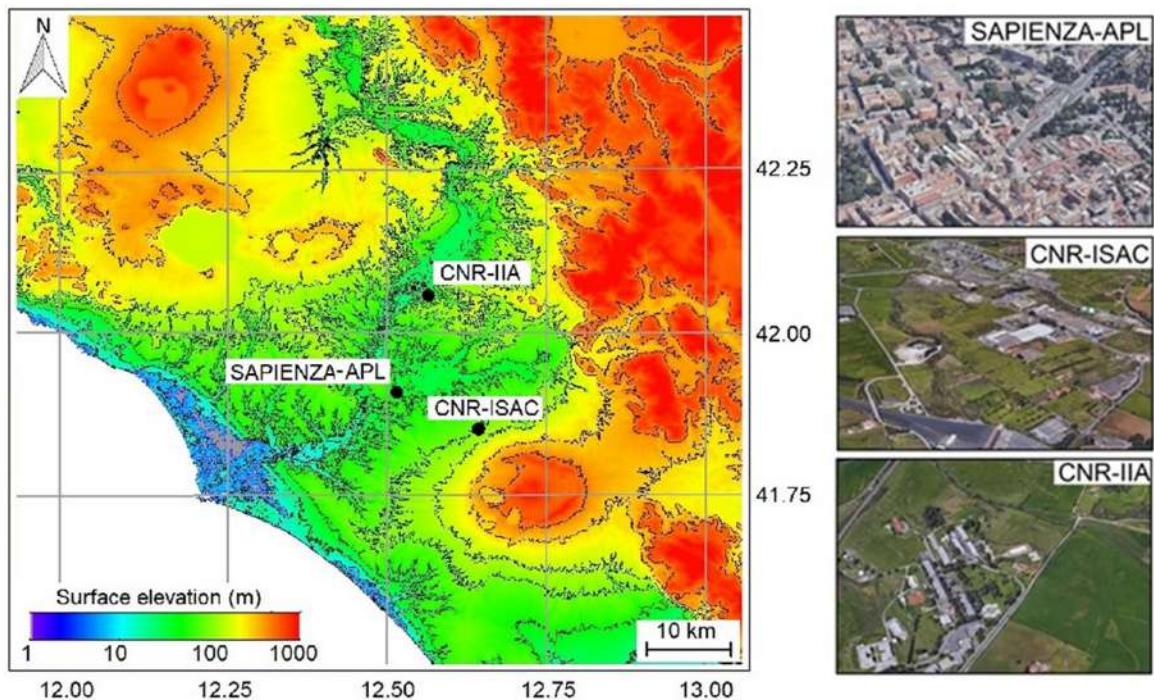 N
CNR-IIA
SAPIENZA-APL
CNR-ISAC
42.25
42.00
41.75
Surface elevation (m)
1 10 100 1000
10 km
12.00 12.25 12.50 12.75 13.00
SAPIENZA-APL
CNR-ISAC
CNR-IIA